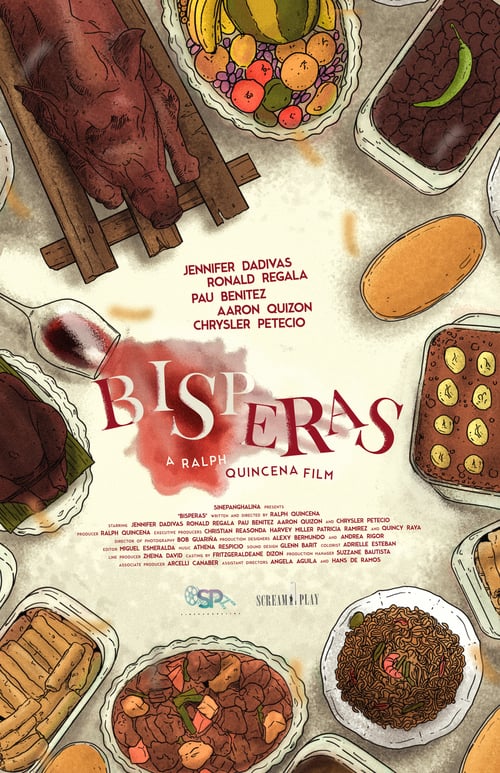 JENNIFER DADIVAS
RONALD REGALA
PAU BENITEZ
AARON QUIZON
CHRYSLER PETECIO
BISPERAS
A RALPH QUINCENA FILM
SINEPANGHALINA PRESENTS
"BISPERAS" WRITTEN AND DIRECTED BY RALPH QUINCENA
STARRING JENNIFER DADIVAS RONALD REGALA PAU BENITEZ AARON QUIZON AND CHRYSLER PETECIO
PRODUCER RALPH QUINCENA EXECUTIVE PRODUCERS CHRISTIAN REASONDA HARVEY MILLER PATRICIA RAMIREZ AND QUINCY RAYA
DIRECTOR OF PHOTOGRAPHY BOB GUARIÑA PRODUCTION DESIGNERS ALEXY BERMUNDO AND ANDREA RIGOR
EDITOR MIGUEL ESMERALDA MUSIC ATHENA RESPICIO SOUND DESIGN GLENN BARIT COLORIST ADRIELLE ESTEBAN
LINE PRODUCER ZHEINA DAVID CASTING BY FRITZGERALDEANE DIZON PRODUCTION MANAGER SUZZANE BAUTISTA
ASSOCIATE PRODUCER ARCELLI CANABER ASSISTANT DIRECTORS ANGELA AGUILA AND HANS DE RAMOS
SP
SINEPANGHALINA
SCREAM PLAY